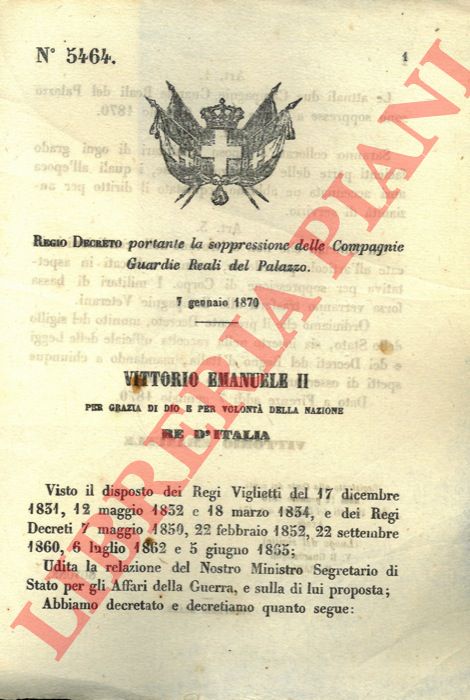 N° 5464.
1
REGIO DECRETO portante la soppressione delle Compagnie
Guardie Reali del Palazzo.
7 gennaio 1870
VITTORIO EMANUELE II
PER GRAZIA DI DIO E PER VOLONTÀ DELLA NAZIONE
RE D'ITALIA
Visto il disposto dei Regi Viglietti del 17 dicembre
1831, 12 maggio 1832 e 18 marzo 1834, e dei Regi
Decreti 7 maggio 1850, 22 febbraio 1852, 22 settembre
1860, 6 luglio 1862 e 5 giugno 1865;
Udita la relazione del Nostro Ministro Segretario di
Stato per gli Affari della Guerra, e sulla di lui proposta;
Abbiamo decretato e decretiamo quanto segue:
LIBRERIA PIANI